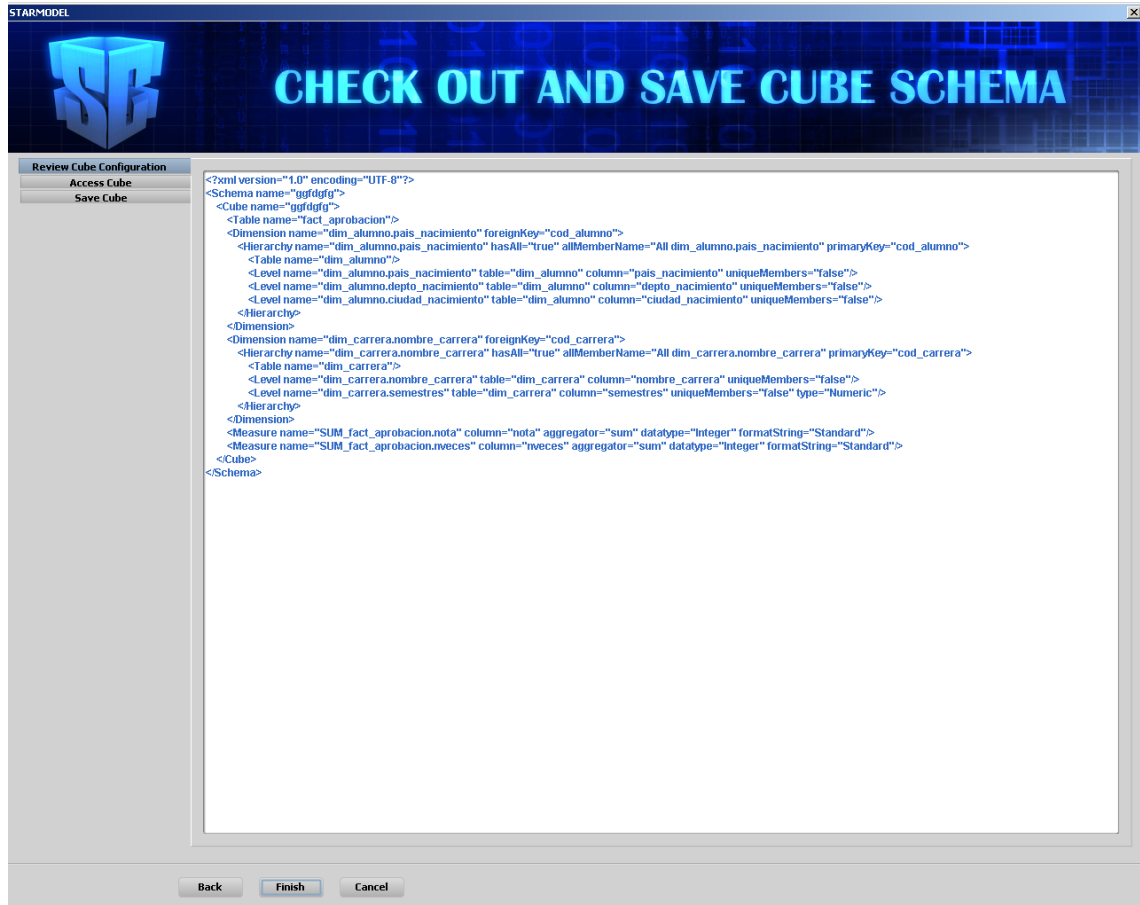 STARMODEL
CHECK OUT AND SAVE CUBE SCHEMA
Review Cube Configuration
Access Cube
Save Cube
<?xml version="1.0" encoding="UTF-8"?>
<Schema name="ggfdgfg">
<Cube name="ggfdgfg">
<Table name="fact_aprobacion"/>
<Dimension name="dim_alumno.pais_nacimiento" foreignKey="cod_alumno">
<Hierarchy name="dim_alumno.pais_nacimiento" hasAll="true" allMemberName="All dim_alumno.pais_nacimiento" primaryKey="cod_alumno">
<Table name="dim_alumno"/>
<Level name="dim_alumno.pais_nacimiento" table="dim_alumno" column="pais_nacimiento" uniqueMembers="false"/>
<Level name="dim_alumno.depto_nacimiento" table="dim_alumno" column="depto_nacimiento" uniqueMembers="false"/>
<Level name="dim_alumno.ciudad_nacimiento" table="dim_alumno" column="ciudad_nacimiento" uniqueMembers="false"/>
</Hierarchy>
</Dimension>
<Dimension name="dim_carrera.nombre_carrera" foreignKey="cod_carrera">
<Hierarchy name="dim_carrera.nombre_carrera" hasAll="true" allMemberName="All dim_carrera.nombre_carrera" primaryKey="cod_carrera">
<Table name="dim_carrera"/>
<Level name="dim_carrera.nombre_carrera" table="dim_carrera" column="nombre_carrera" uniqueMembers="false"/>
<Level name="dim_carrera.semestres" table="dim_carrera" column="semestres" uniqueMembers="false" type="Numeric"/>
</Hierarchy>
</Dimension>
<Measure name="SUM_fact_aprobacion.nota" column="nota" aggregator="sum" datatype="Integer" formatString="Standard"/>
<Measure name="SUM_fact_aprobacion.nveces" column="nveces" aggregator="sum" datatype="Integer" formatString="Standard"/>
</Cube>
</Schema>
Back Finish Cancel